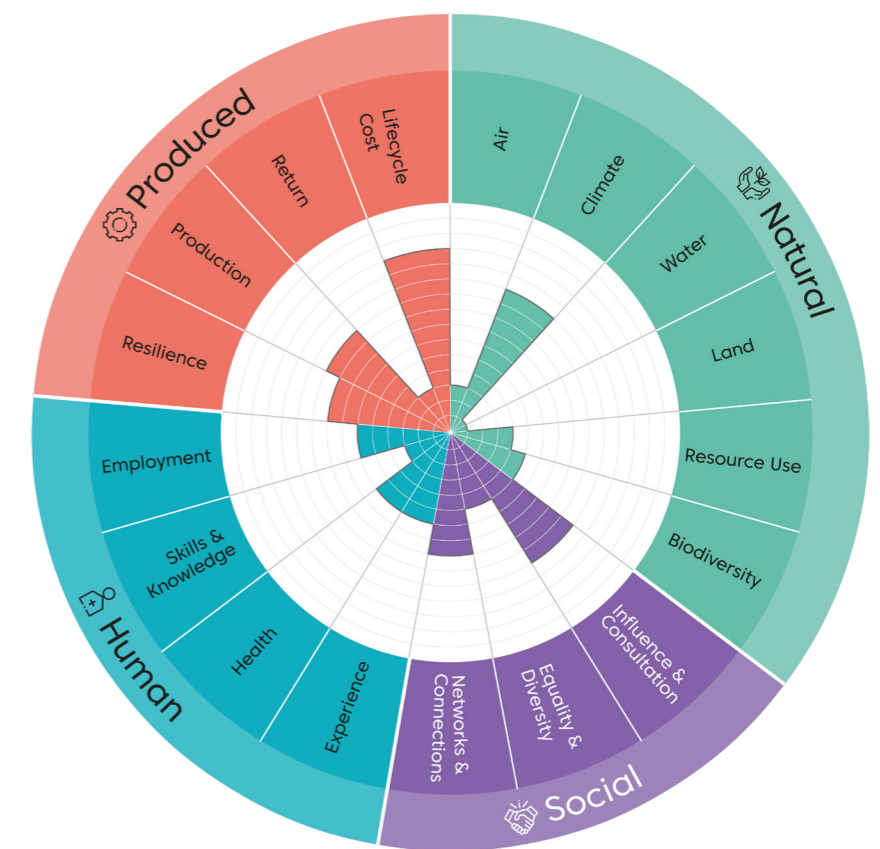 Produced
Lifecycle
Cost
Return
Production
Resilience
Natural
Air
Climate
Water
Land
Resource Use
Biodiversity
Social
Influence &
Consultation
Equality &
Diversity
Networks &
Connections
Human
Experience
Health
Skills &
Knowledge
Employment